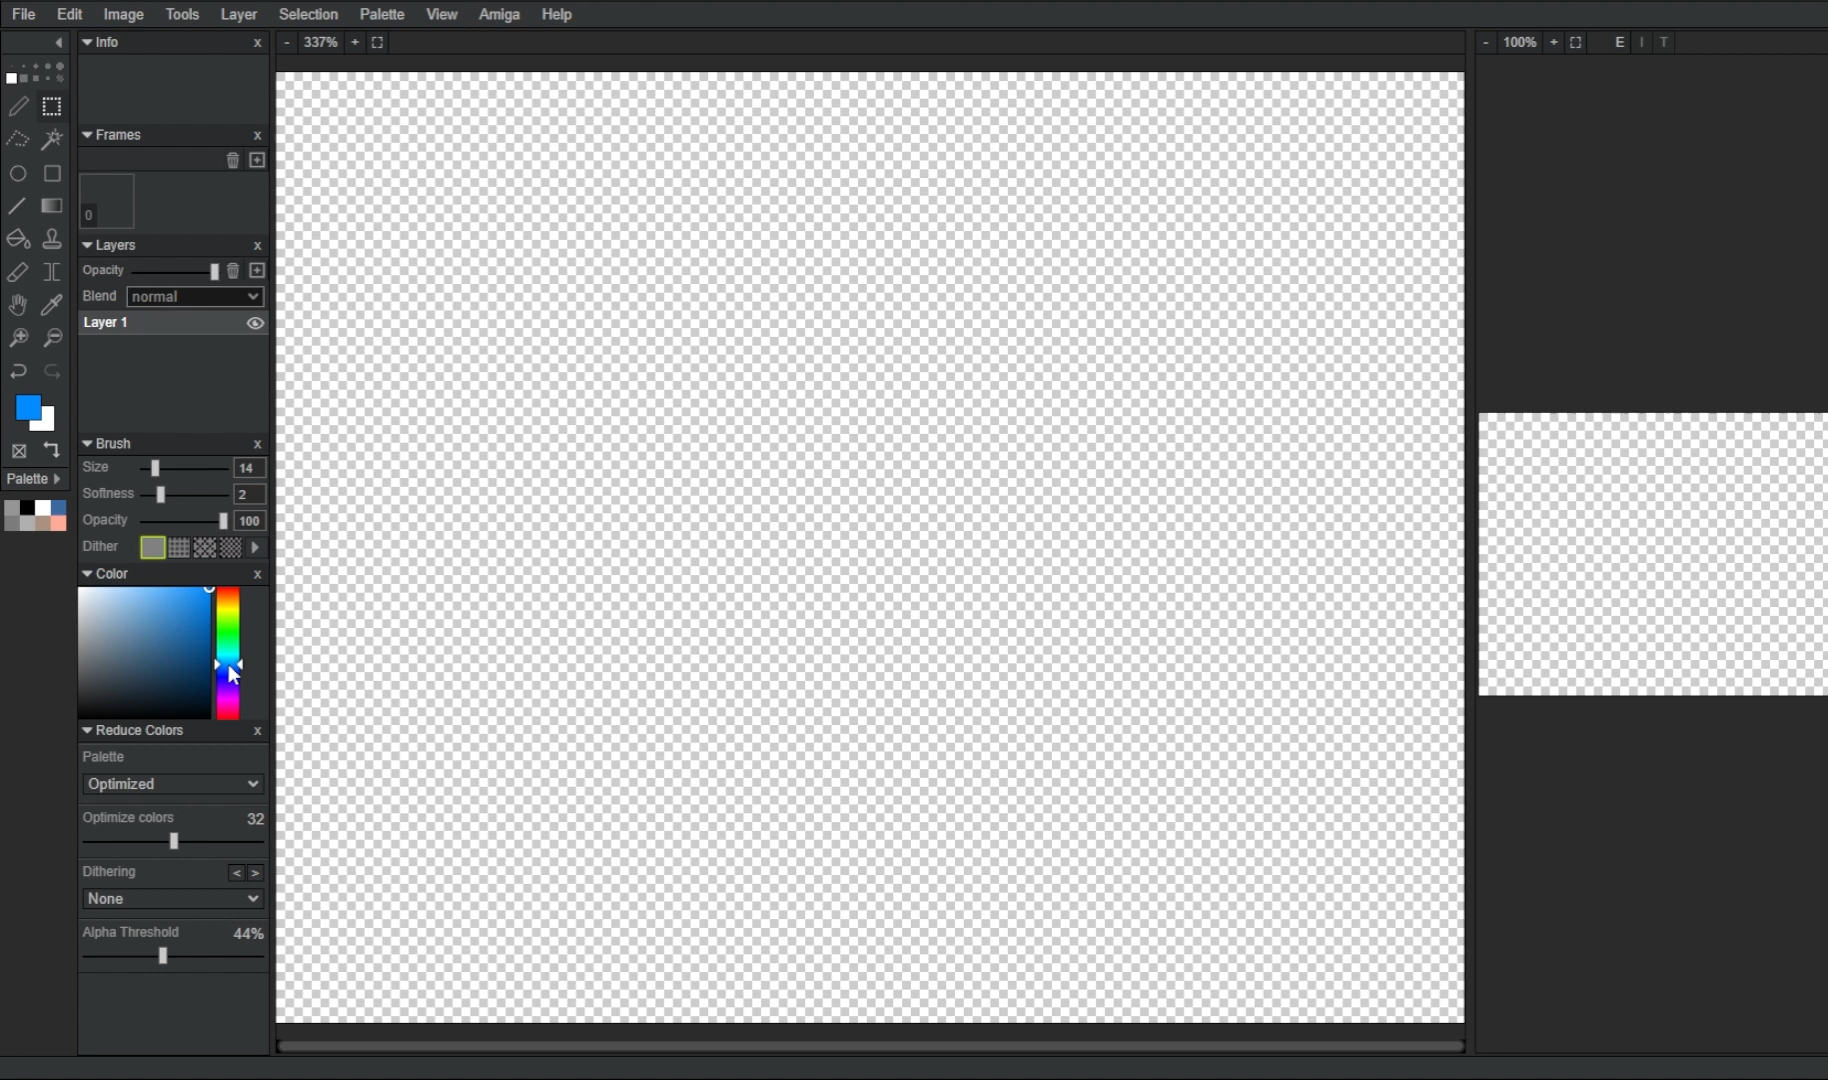 File Edit Image Tools Layer Selection Palette View Amiga Help
Info x
- 337% +
- 100% + E I T
Frames x
0
Layers x
Opacity
Blend normal
Layer 1
Brush x
Size 14
Softness 2
Opacity 100
Dither
Palette
Color x
Reduce Colors x
Palette
Optimized
Optimize colors 32
Dithering < >
None
Alpha Threshold 44%